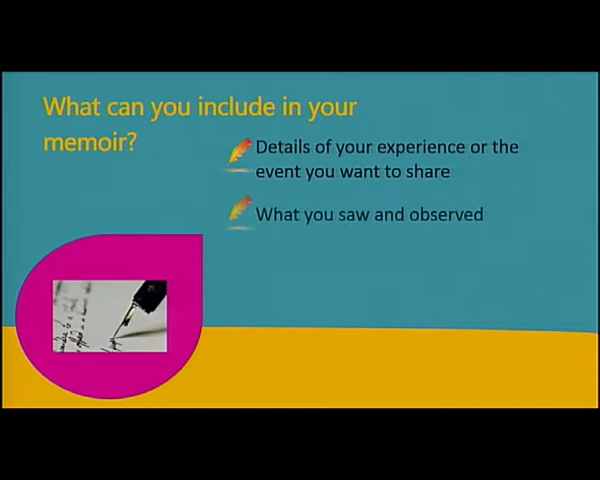 What can you include in your
memoir?
Details of your experience or the
event you want to share
What you saw and observed